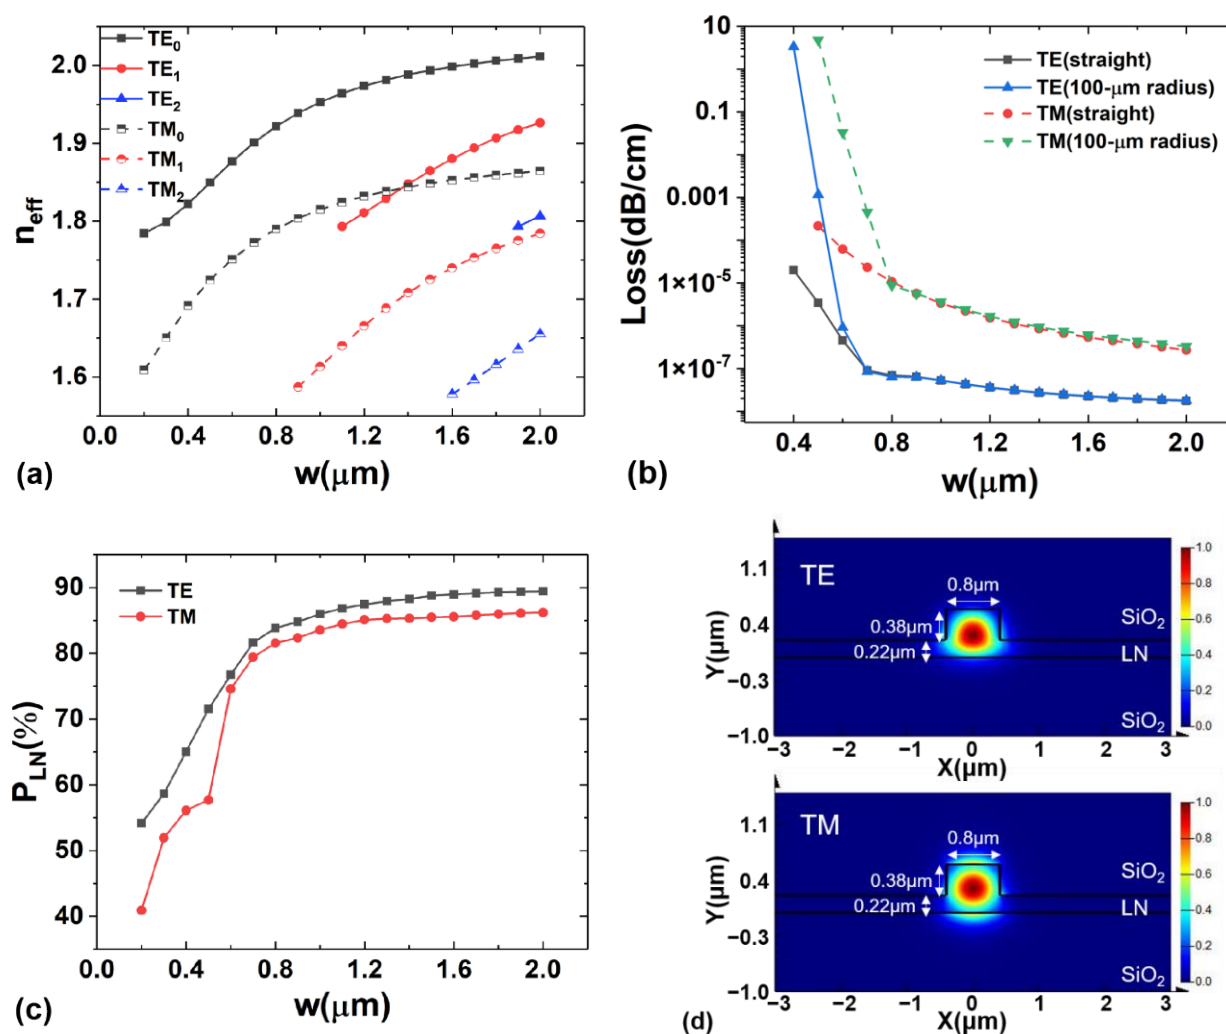 TE₀
TE₁
TE₂
TM₀
TM₁
TM₂
2.0
1.9
1.8
1.7
1.6
n_eff
0.0 0.4 0.8 1.2 1.6 2.0
w(μm)
(a)
TE(straight)
TE(100-μm radius)
TM(straight)
TM(100-μm radius)
10
0.1
0.001
1×10⁻⁵
1×10⁻⁷
Loss(dB/cm)
0.4 0.8 1.2 1.6 2.0
w(μm)
(b)
TE
TM
90
80
70
60
50
40
P_LN(%)
0.0 0.4 0.8 1.2 1.6 2.0
w(μm)
(c)
TE
0.8μm
0.38μm
0.22μm
SiO₂
LN
SiO₂
1.1
0.4
−0.3
−1.0
Y(μm)
−3 −1 0 1 3
X(μm)
1.0
0.8
0.6
0.4
0.2
0.0
TM
0.8μm
0.38μm
0.22μm
SiO₂
LN
SiO₂
1.1
0.4
−0.3
−1.0
Y(μm)
−3 −1 0 1 3
X(μm)
1.0
0.8
0.6
0.4
0.2
0.0
(d)